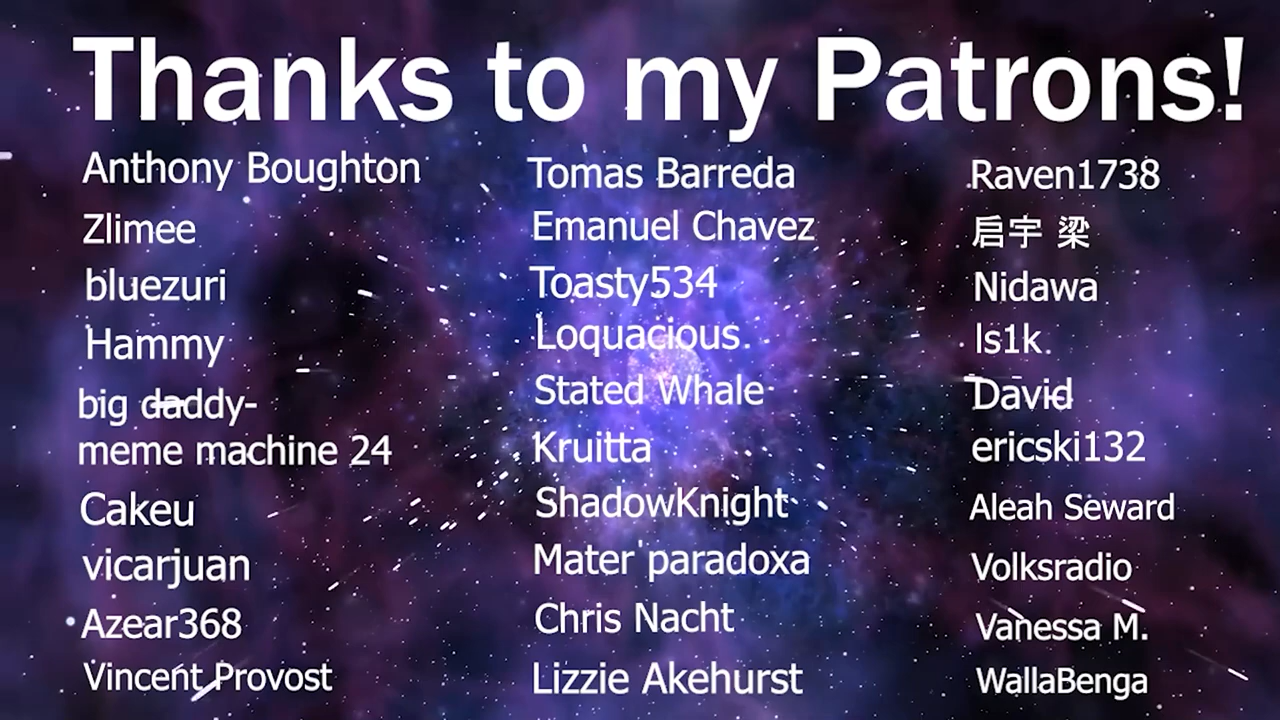 Thanks to my Patrons!
Anthony Boughton
Zlimee
bluezuri
Hammy
big daddy-
meme machine 24
Cakeu
vicarjuan
Azear368
Vincent Provost
Tomas Barreda
Emanuel Chavez
Toasty534
Loquacious
Stated Whale
Kruitta
ShadowKnight
Mater paradoxa
Chris Nacht
Lizzie Akehurst
Raven1738
启宇 梁
Nidawa
ls1k
David
ericski132
Aleah Seward
Volksradio
Vanessa M.
WallaBenga